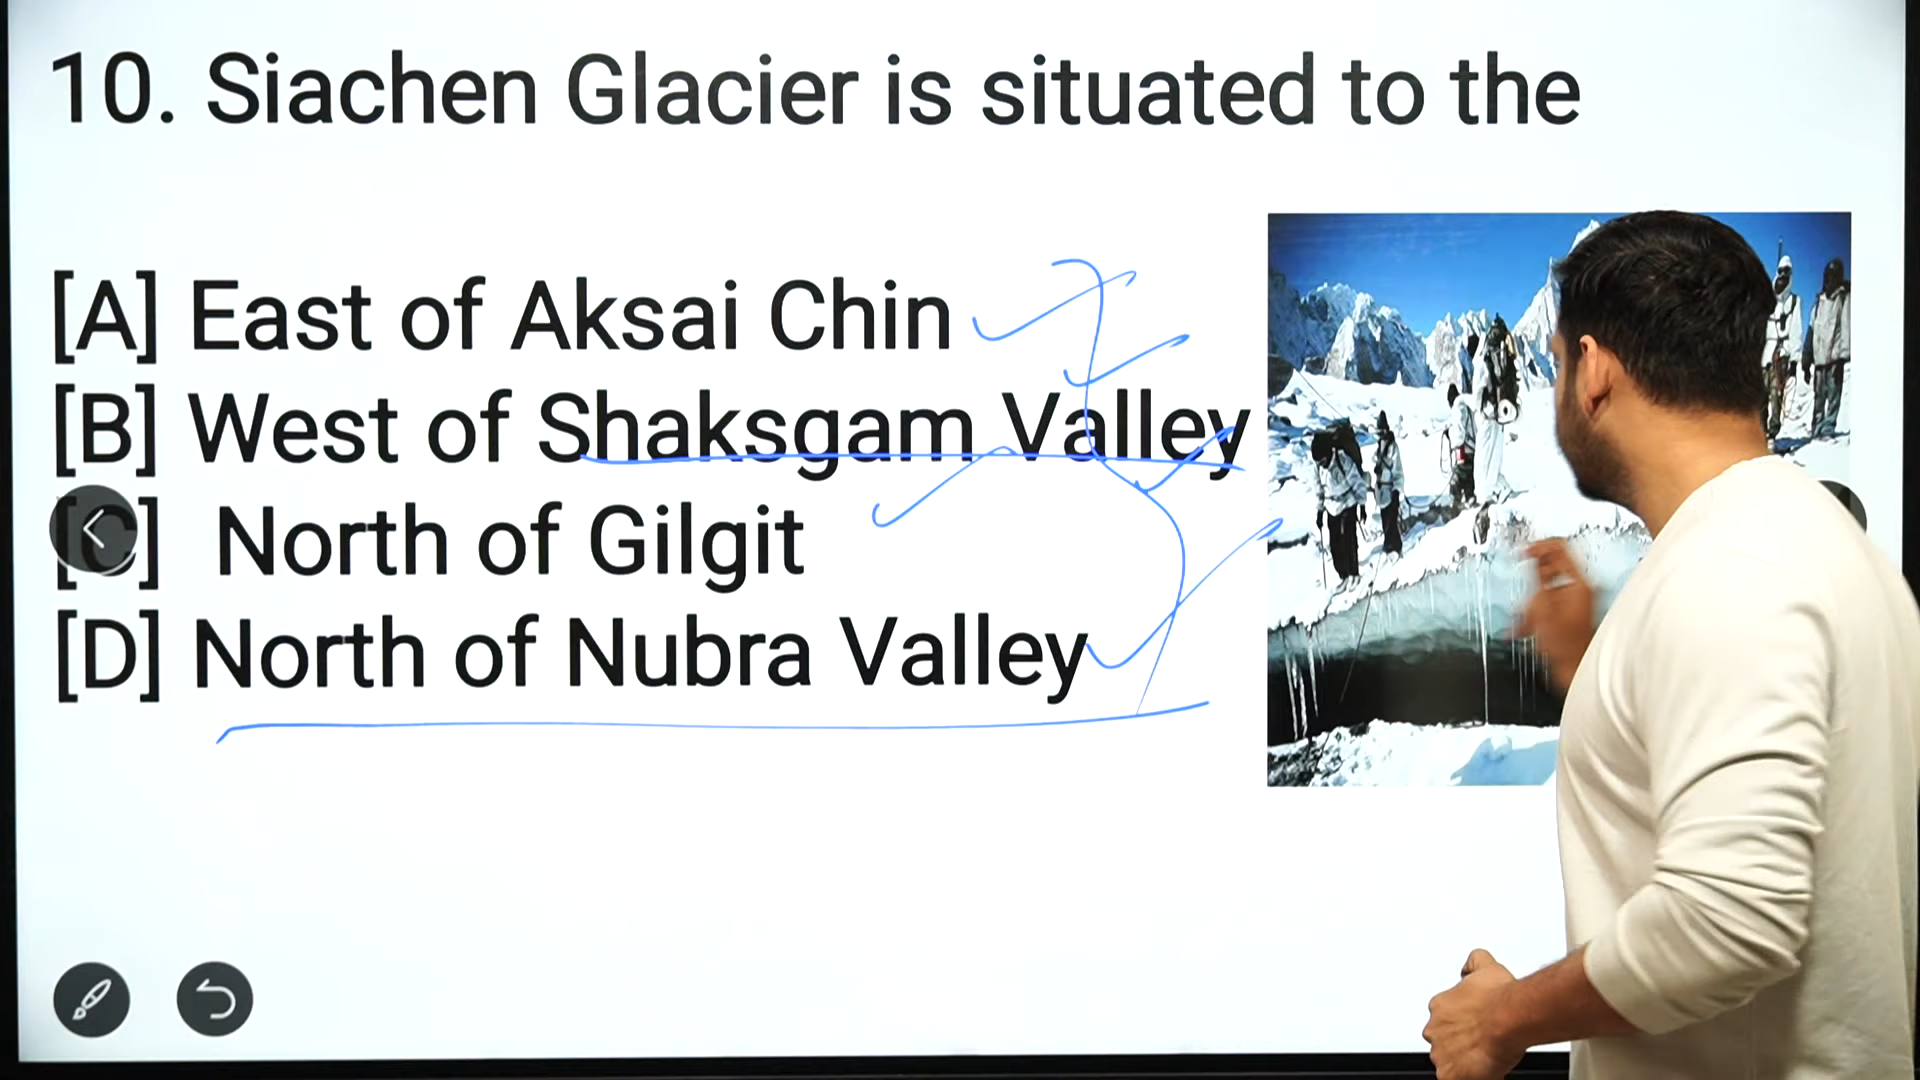 10. Siachen Glacier is situated to the
[A] East of Aksai Chin
[B] West of Shaksgam Valley
[C] North of Gilgit
[D] North of Nubra Valley